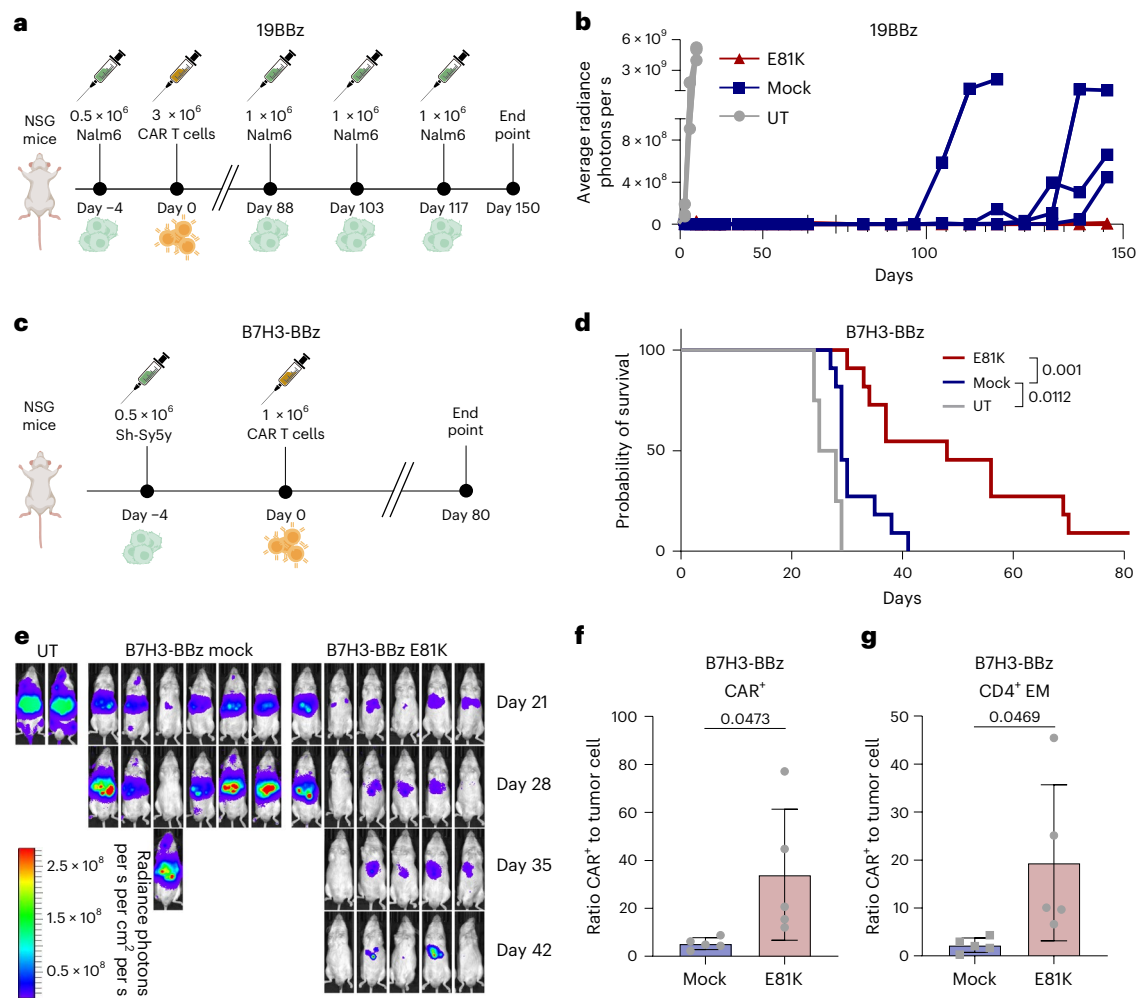 a
19BBz
NSG
mice
0.5 × 10⁶
Nalm6
3 × 10⁶
CAR T cells
1 × 10⁶
Nalm6
1 × 10⁶
Nalm6
1 × 10⁶
Nalm6
End
point
Day −4
Day 0
Day 88
Day 103
Day 117
Day 150
b
19BBz
Average radiance
photons per s
6 × 10⁹
3 × 10⁹
8 × 10⁸
4 × 10⁸
0
E81K
Mock
UT
0
50
100
150
Days
c
B7H3-BBz
NSG
mice
0.5 × 10⁶
Sh-Sy5y
1 × 10⁶
CAR T cells
End
point
Day −4
Day 0
Day 80
d
B7H3-BBz
Probability of survival
100
50
0
E81K
Mock
UT
0.001
0.0112
0
20
40
60
80
Days
e
UT
B7H3-BBz mock
B7H3-BBz E81K
Day 21
Day 28
Day 35
Day 42
2.5 × 10⁸
1.5 × 10⁸
0.5 × 10⁸
Radiance photons
per s per cm² per s
f
B7H3-BBz
CAR⁺
0.0473
Ratio CAR⁺ to tumor cell
100
80
60
40
20
0
Mock
E81K
g
B7H3-BBz
CD4⁺ EM
0.0469
Ratio CAR⁺ to tumor cell
50
40
30
20
10
0
Mock
E81K